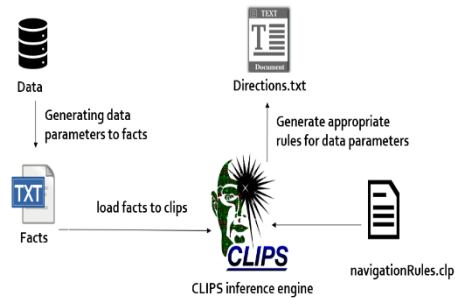 TEXT
T
Document
Data
Directions.txt
Generating data
parameters to facts
Generate appropriate
rules for data parameters
TXT
load facts to clips
Facts
CLIPS
navigationRules.clp
CLIPS inference engine